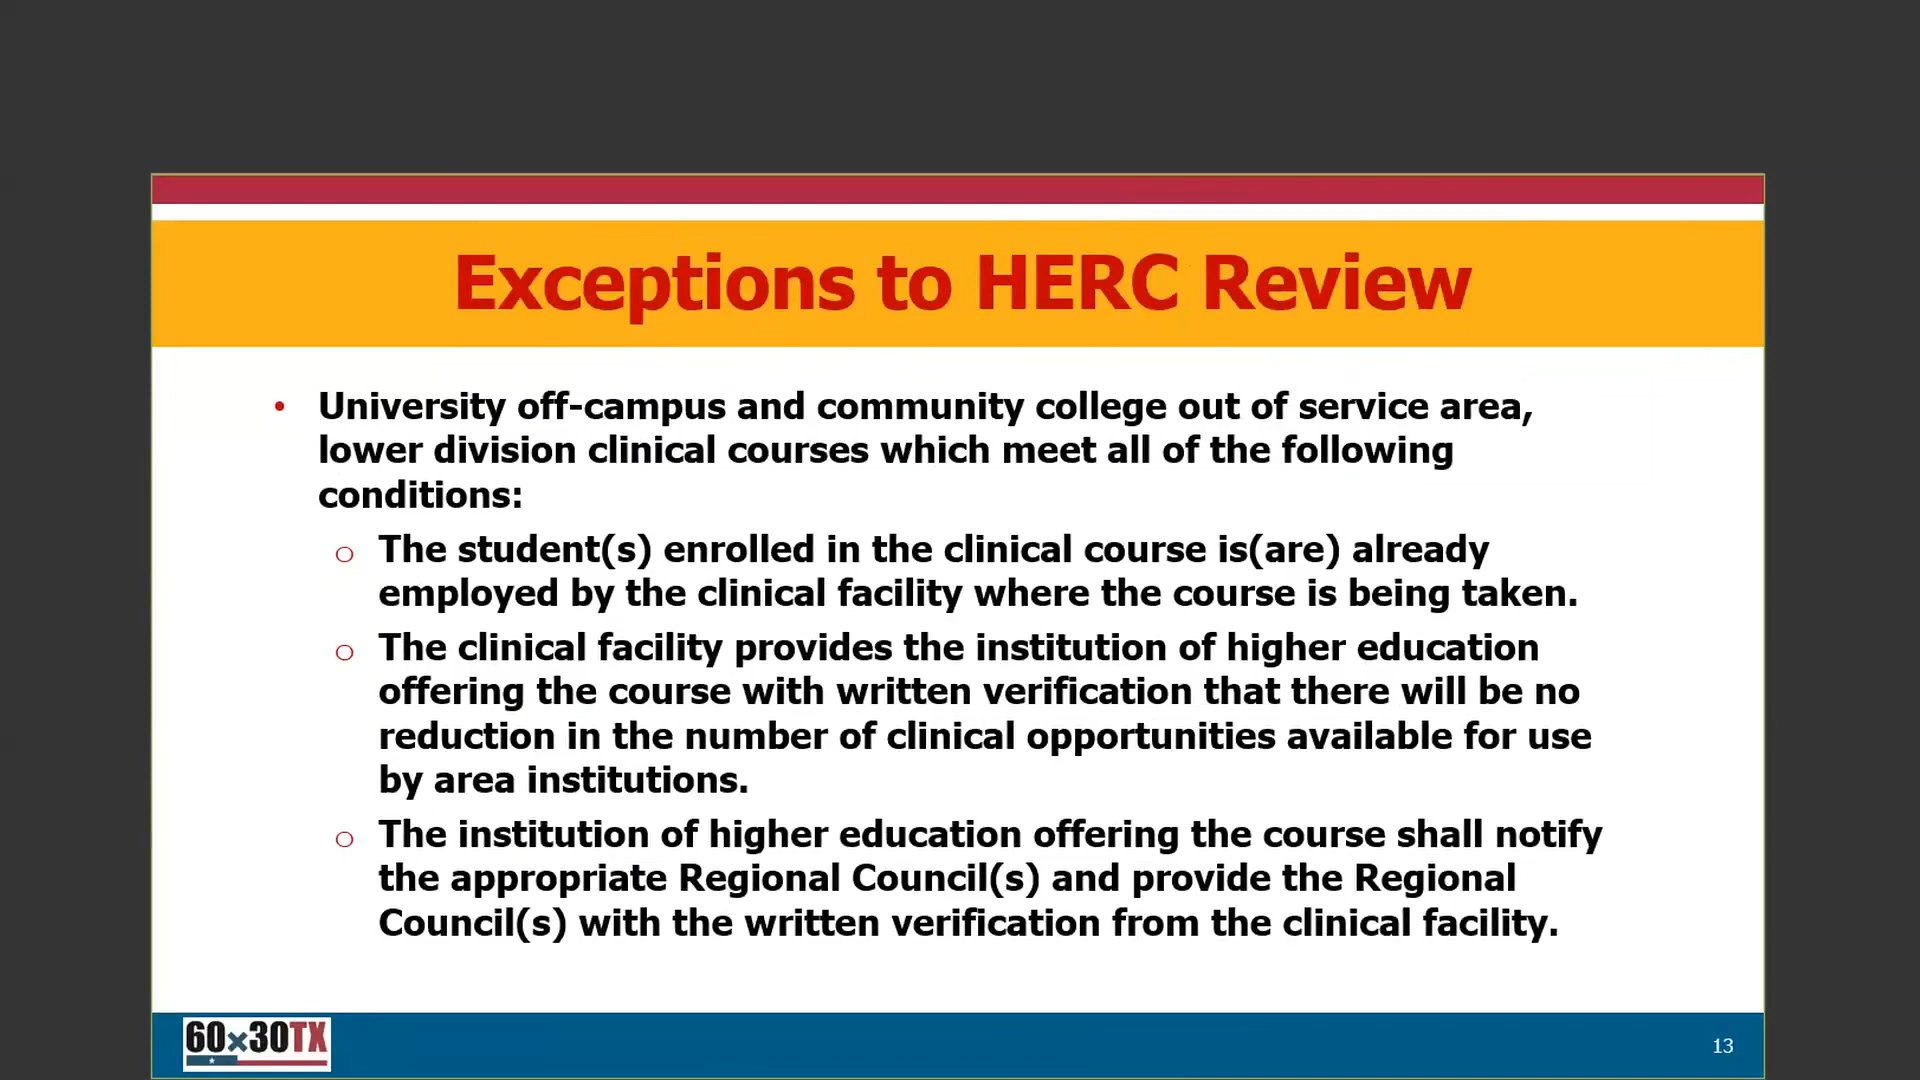 Exceptions to HERC Review
• University off-campus and community college out of service area,
lower division clinical courses which meet all of the following
conditions:
o The student(s) enrolled in the clinical course is(are) already
employed by the clinical facility where the course is being taken.
o The clinical facility provides the institution of higher education
offering the course with written verification that there will be no
reduction in the number of clinical opportunities available for use
by area institutions.
o The institution of higher education offering the course shall notify
the appropriate Regional Council(s) and provide the Regional
Council(s) with the written verification from the clinical facility.
60x30TX
13